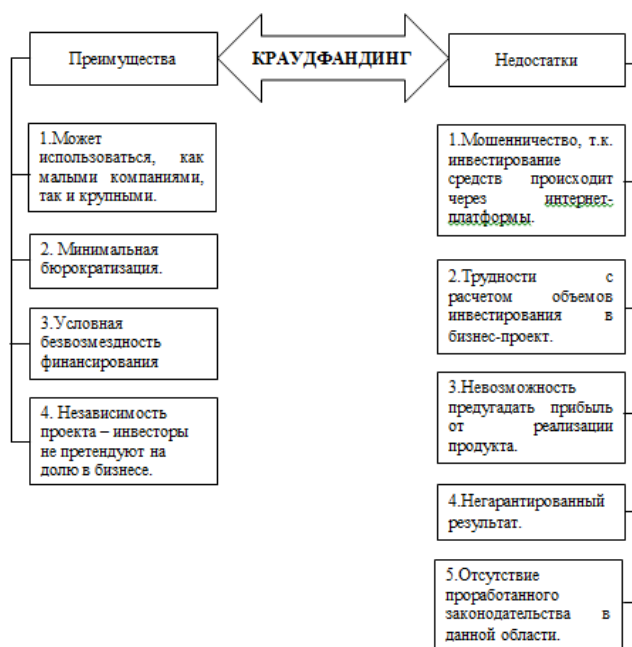 Преимущества
КРАУДФАНДИНГ
Недостатки
1.Может
использоваться, как
малыми компаниями,
так и крупными.
2. Минимальная
бюрократизация.
3.Условная
безвозмездность
финансирования
4. Независимость
проекта – инвесторы
не претендуют на
долю в бизнесе.
1.Мошенничество, т.к.
инвестирование
средств происходит
через интернет-
платформы.
2.Трудности с
расчетом объемов
инвестирования в
бизнес-проект.
3.Невозможность
предугадать прибыль
от реализации
продукта.
4.Негарантированный
результат.
5.Отсутствие
проработанного
законодательства в
данной области.